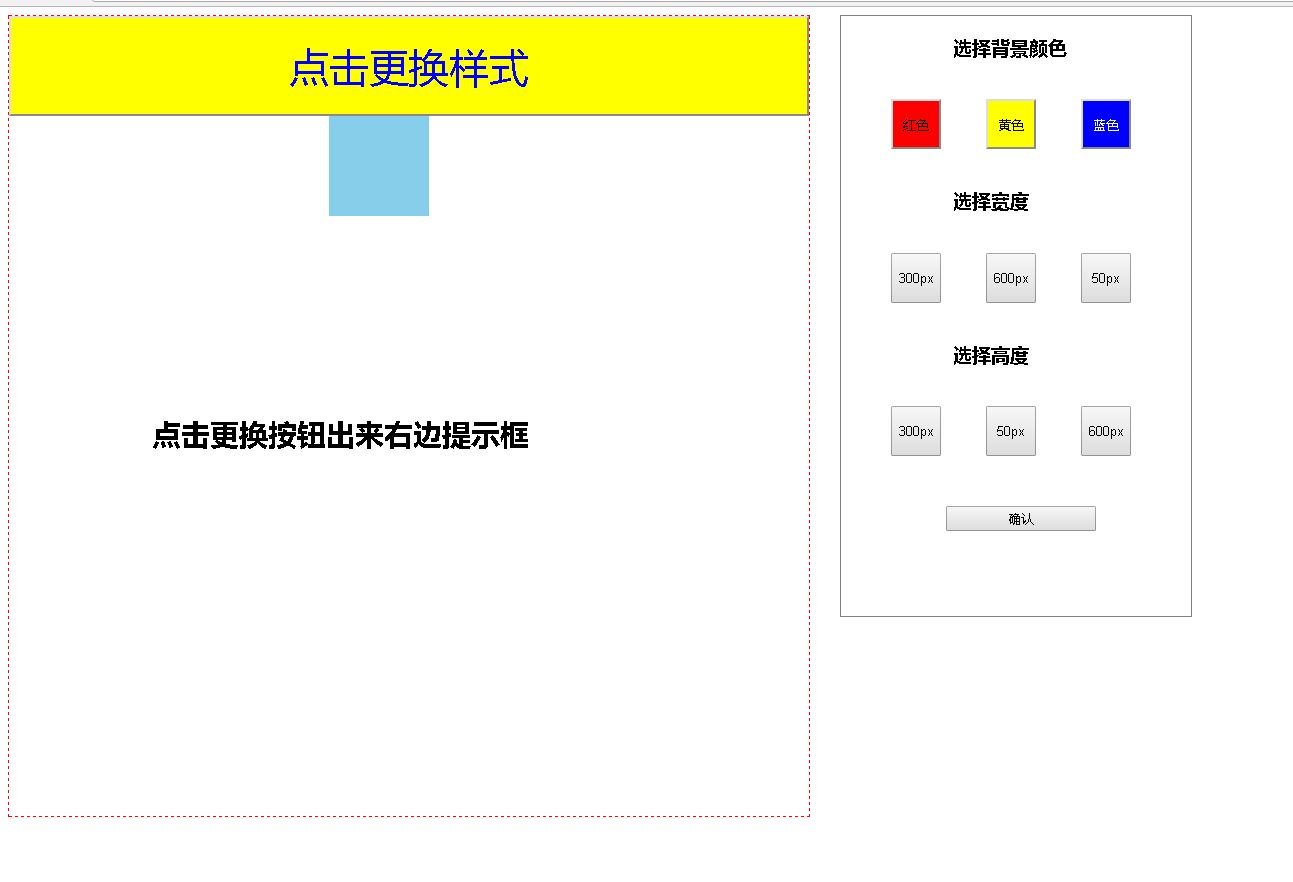 点击更换样式
点击更换按钮出来右边提示框
选择背景颜色
红色 黄色 蓝色
选择宽度
300px 600px 50px
选择高度
300px 50px 600px
确认